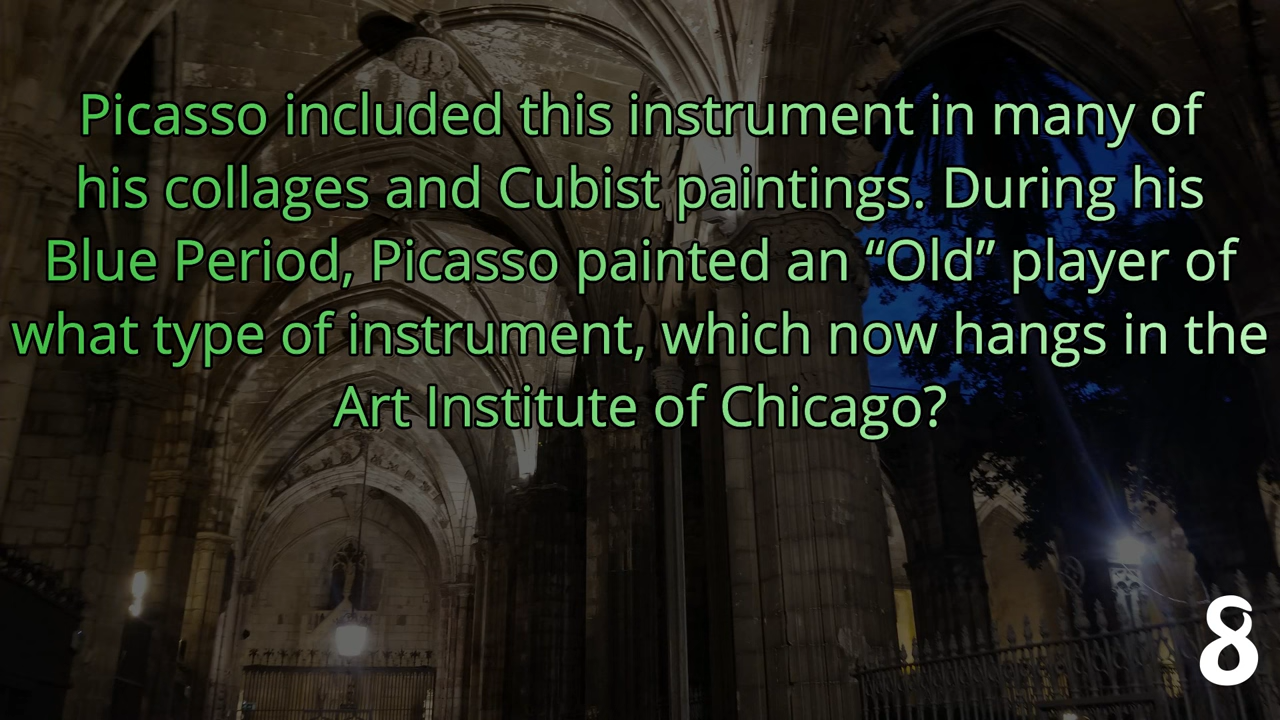 Picasso included this instrument in many of
his collages and Cubist paintings. During his
Blue Period, Picasso painted an “Old” player of
what type of instrument, which now hangs in the
Art Institute of Chicago?
8